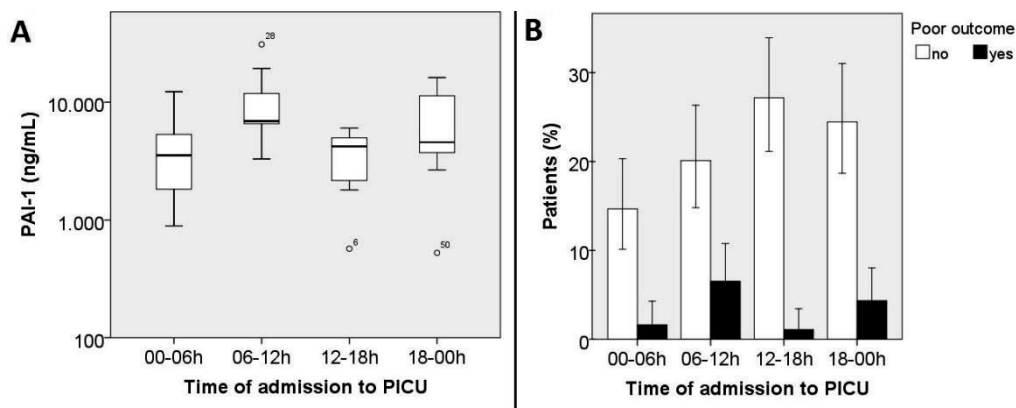 A
PAI-1 (ng/mL)
10.000
1.000
100
28
6
50
00-06h 06-12h 12-18h 18-00h
Time of admission to PICU
B
Poor outcome
no yes
Patients (%)
30
20
10
0
00-06h 06-12h 12-18h 18-00h
Time of admission to PICU